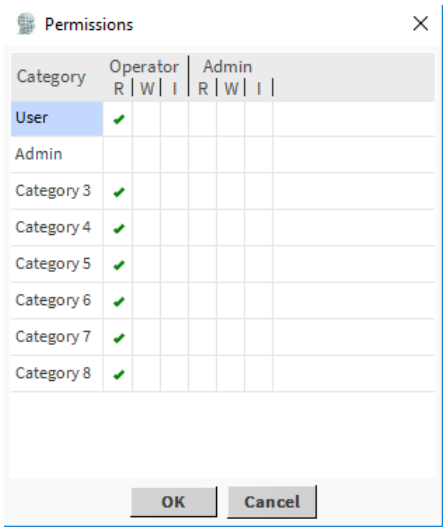 Permissions
Category Operator Admin
R W I R W I
User
Admin
Category 3
Category 4
Category 5
Category 6
Category 7
Category 8
OK Cancel